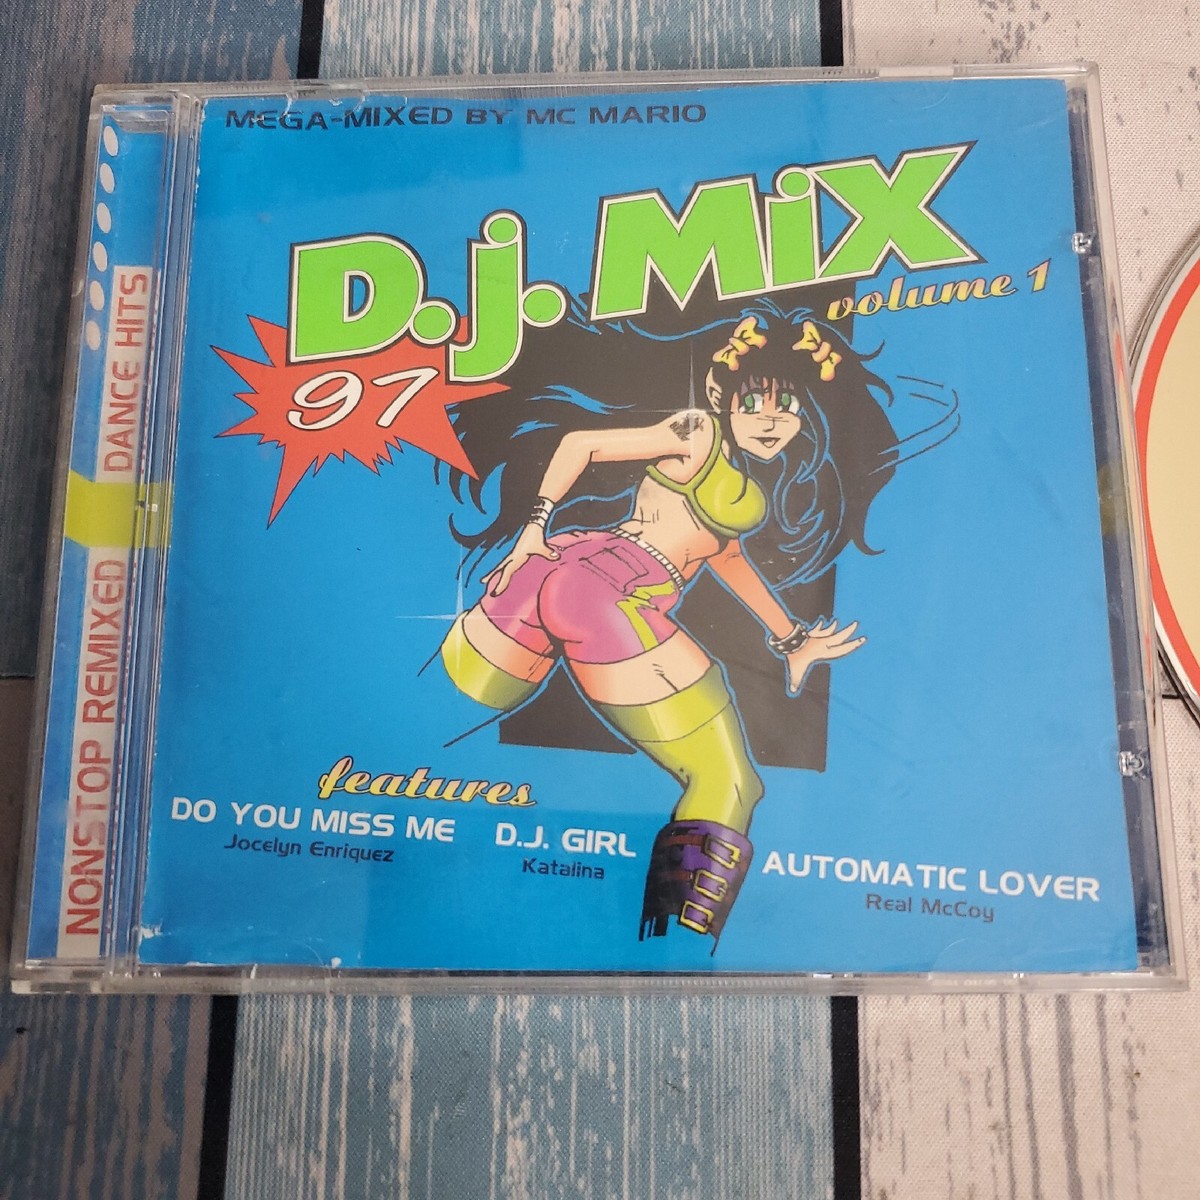 MEGA-MIXED BY MC MARIO
D.j. MiX
volume 1
97
NONSTOP REMIXED DANCE HITS
features
DO YOU MISS ME
Jocelyn Enriquez
D.J. GIRL
Katalina
AUTOMATIC LOVER
Real McCoy